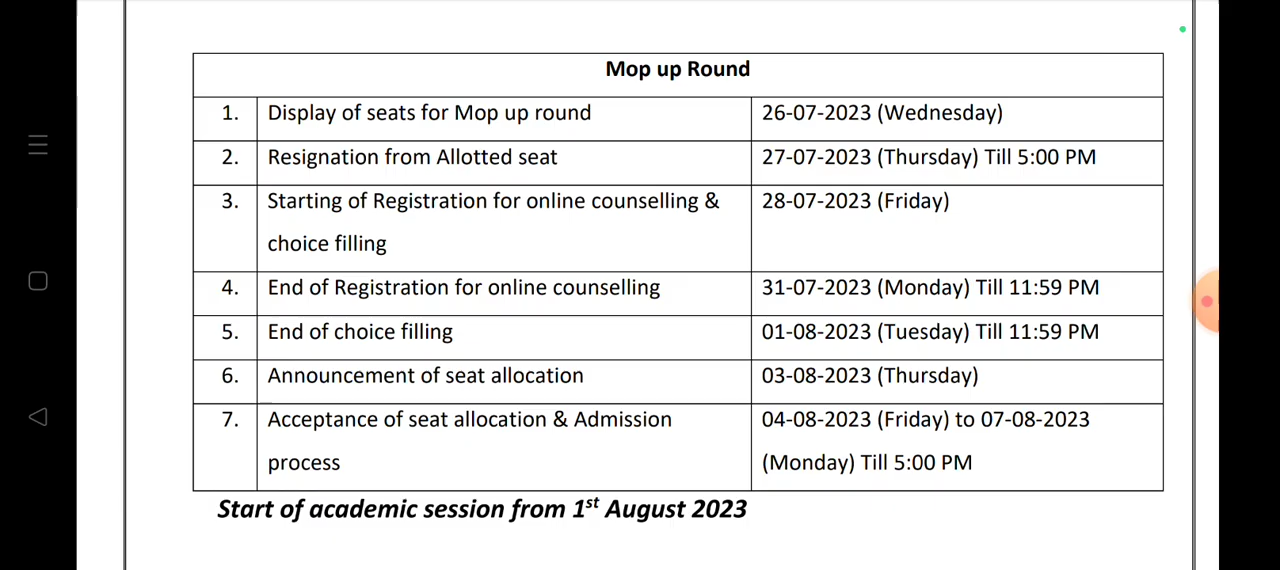 Mop up Round
1. Display of seats for Mop up round 26-07-2023 (Wednesday)
2. Resignation from Allotted seat 27-07-2023 (Thursday) Till 5:00 PM
3. Starting of Registration for online counselling & 28-07-2023 (Friday)
choice filling
4. End of Registration for online counselling 31-07-2023 (Monday) Till 11:59 PM
5. End of choice filling 01-08-2023 (Tuesday) Till 11:59 PM
6. Announcement of seat allocation 03-08-2023 (Thursday)
7. Acceptance of seat allocation & Admission 04-08-2023 (Friday) to 07-08-2023
process (Monday) Till 5:00 PM
Start of academic session from 1st August 2023